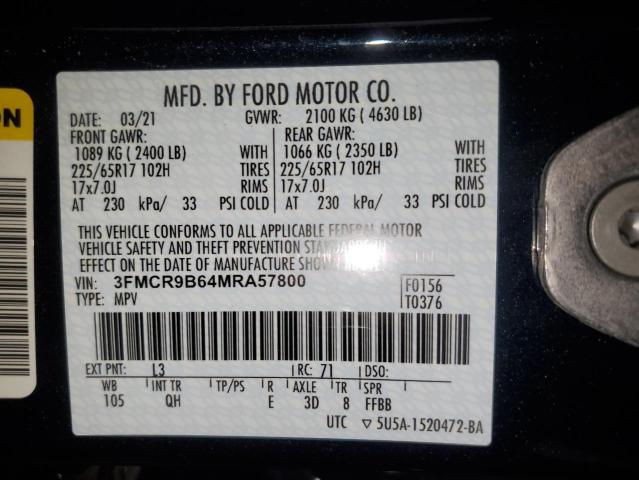 ON
MFD. BY FORD MOTOR CO.
DATE: 03/21 GVWR: 2100 KG ( 4630 LB)
FRONT GAWR: REAR GAWR:
1089 KG ( 2400 LB) WITH 1066 KG ( 2350 LB) WITH
225/65R17 102H TIRES 225/65R17 102H TIRES
17x7.0J RIMS 17x7.0J RIMS
AT 230 kPa/ 33 PSI COLD AT 230 kPa/ 33 PSI COLD
THIS VEHICLE CONFORMS TO ALL APPLICABLE FEDERAL MOTOR
VEHICLE SAFETY AND THEFT PREVENTION STANDARDS IN
EFFECT ON THE DATE OF MANUFACTURE SHOWN
VIN: 3FMCR9B64MRA57800 F0156
TYPE: MPV T0376
EXT PNT: L3 RC: 71 DSO:
WB INT TR TP/PS R AXLE TR SPR
105 QH E 3D 8 FFBB
UTC ▽ 5U5A-1520472-BA